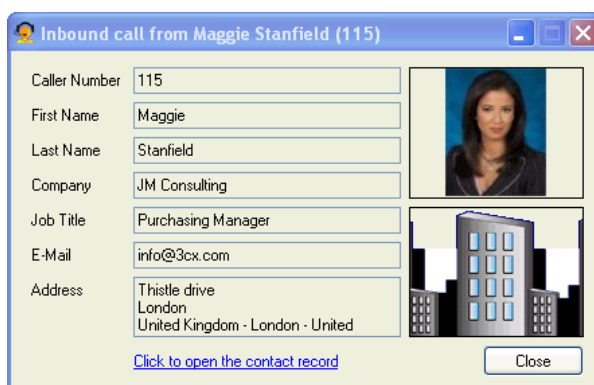 Inbound call from Maggie Stanfield (115)
Caller Number 115
First Name Maggie
Last Name Stanfield
Company JM Consulting
Job Title Purchasing Manager
E-Mail info@3cx.com
Address Thistle drive
London
United Kingdom - London - United
Click to open the contact record Close